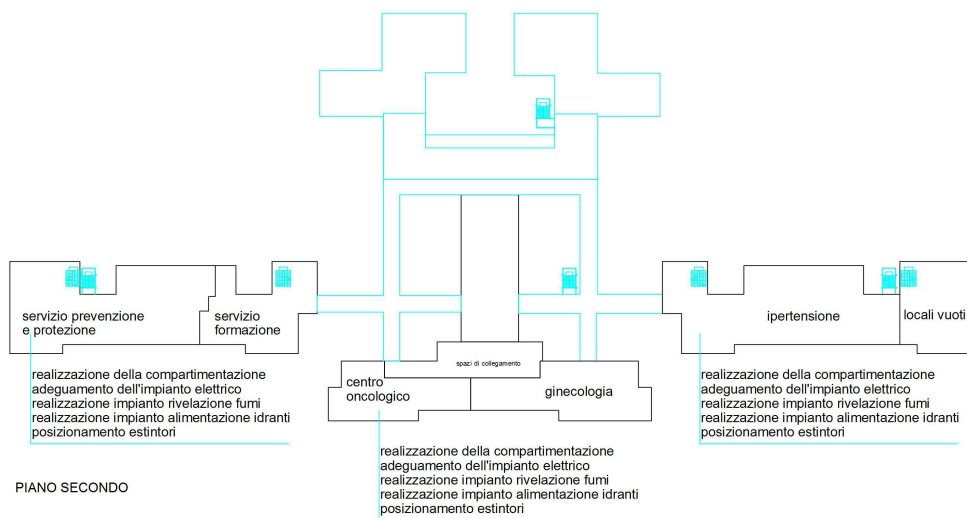 servizio prevenzione
e protezione
servizio
formazione
ipertensione
locali vuoti
spazi di collegamento
centro
oncologico
ginecologia
realizzazione della compartimentazione
adeguamento dell'impianto elettrico
realizzazione impianto rivelazione fumi
realizzazione impianto alimentazione idranti
posizionamento estintori
realizzazione della compartimentazione
adeguamento dell'impianto elettrico
realizzazione impianto rivelazione fumi
realizzazione impianto alimentazione idranti
posizionamento estintori
realizzazione della compartimentazione
adeguamento dell'impianto elettrico
realizzazione impianto rivelazione fumi
realizzazione impianto alimentazione idranti
posizionamento estintori
PIANO SECONDO